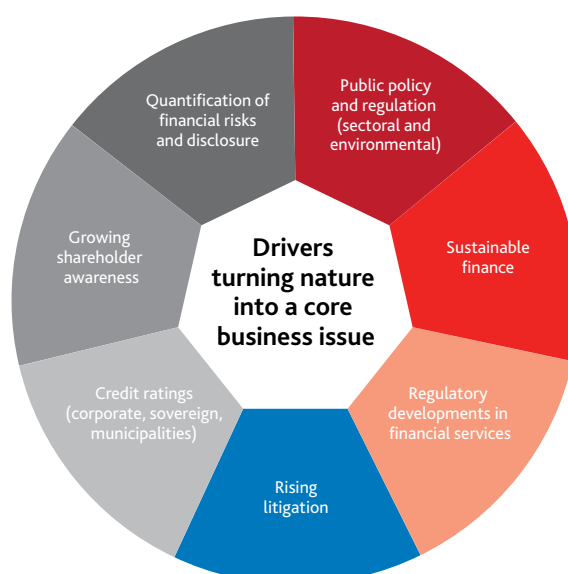 Drivers
turning nature
into a core
business issue
Public policy
and regulation
(sectoral and
environmental)
Sustainable
finance
Regulatory
developments in
financial services
Rising
litigation
Credit ratings
(corporate, sovereign,
municipalities)
Growing
shareholder
awareness
Quantification of
financial risks
and disclosure